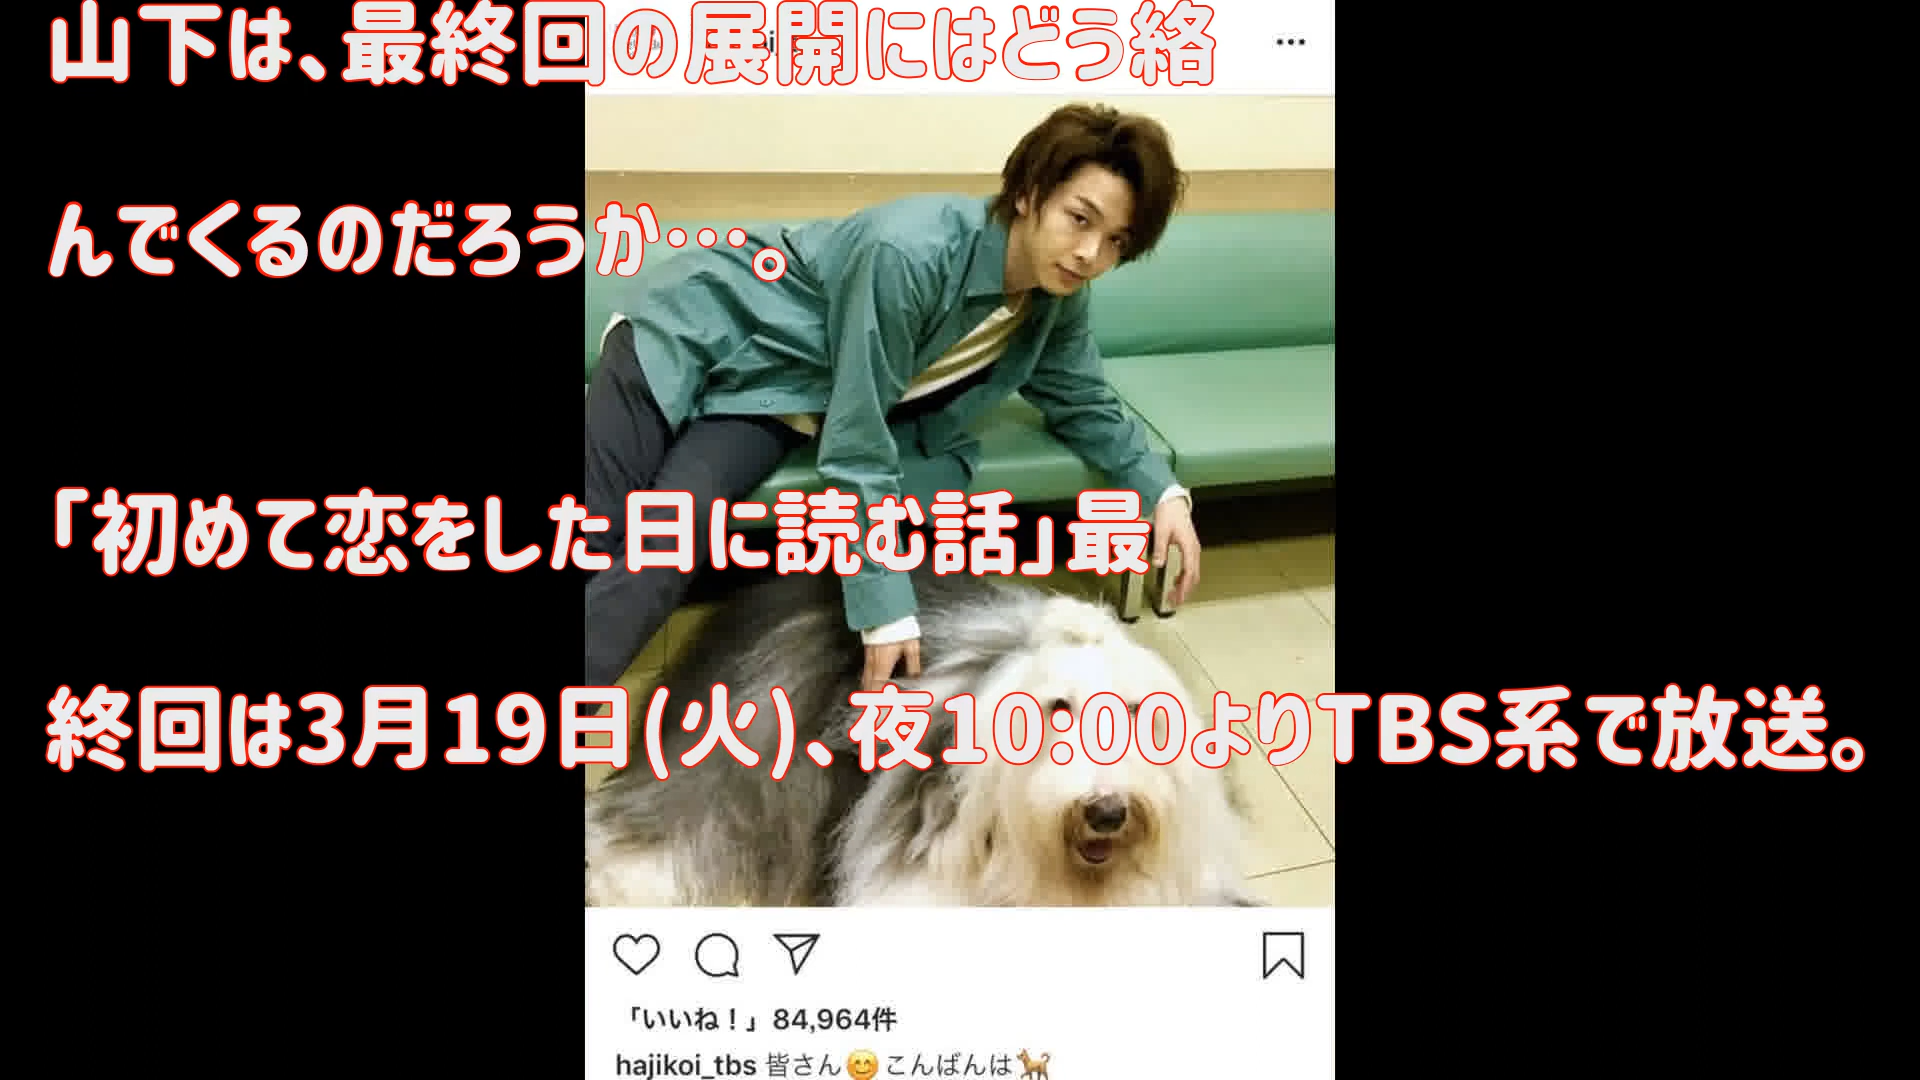 山下は、最終回の展開にはどう絡
んでくるのだろうか…。
「初めて恋をした日に読む話」最
終回は3月19日(火)、夜10:00よりTBS系で放送。
「いいね!」84,964件
hajikoi_tbs 皆さん😊こんばんは🐕